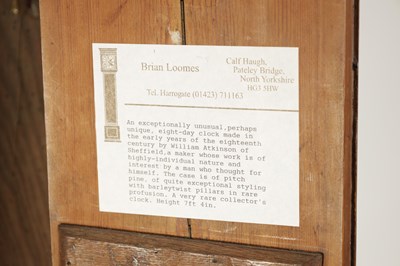 Brian Loomes
Calf Haugh,
Pateley Bridge,
North Yorkshire
HG3 5HW
Tel. Harrogate (01423) 711163
An exceptionally unusual,perhaps
unique, eight-day clock made in
the early years of the eighteenth
century by William Atkinson of
Sheffield,a maker whose work is of
highly-individual nature and
interest by a man who thought for
himself. The case is of pitch
pine. of quite exceptional styling
with barleytwist pillars in rare
profusion. A very rare collector's
clock. Height 7ft 4in.